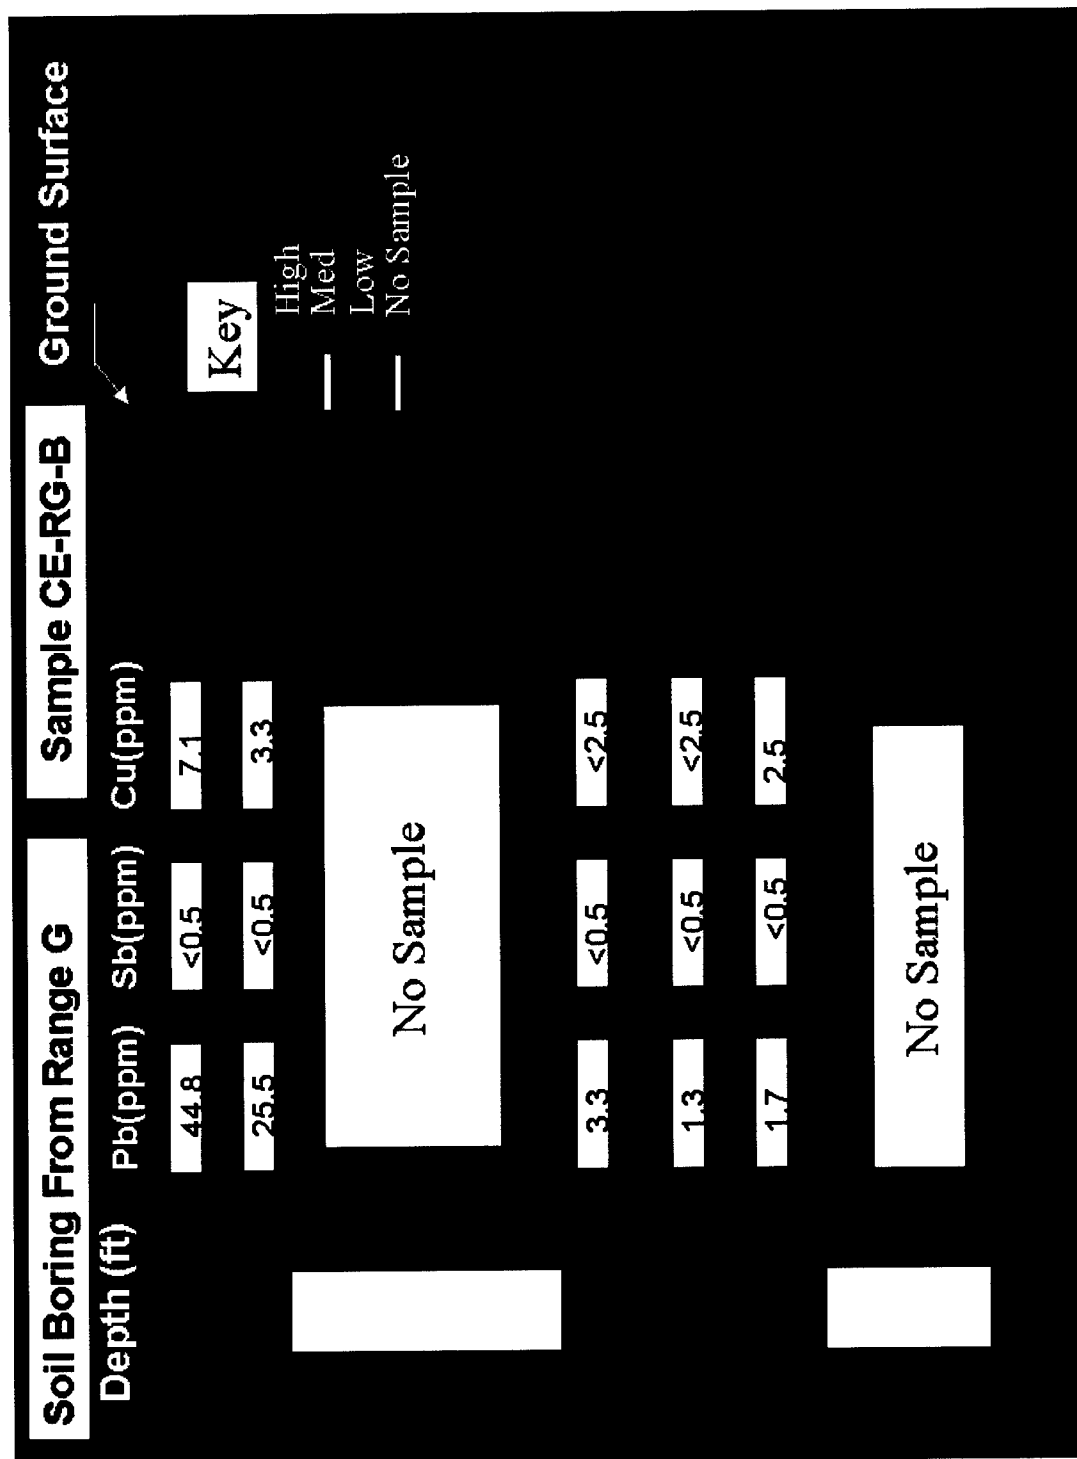 Soil Boring From Range G
Sample CE-RG-B
Ground Surface
Depth (ft)
Pb(ppm)
Sb(ppm)
Cu(ppm)
44.8
<0.5
7.1
25.5
<0.5
3.3
No Sample
3.3
<0.5
<2.5
1.3
<0.5
<2.5
1.7
<0.5
2.5
No Sample
Key
High
Med
Low
No Sample